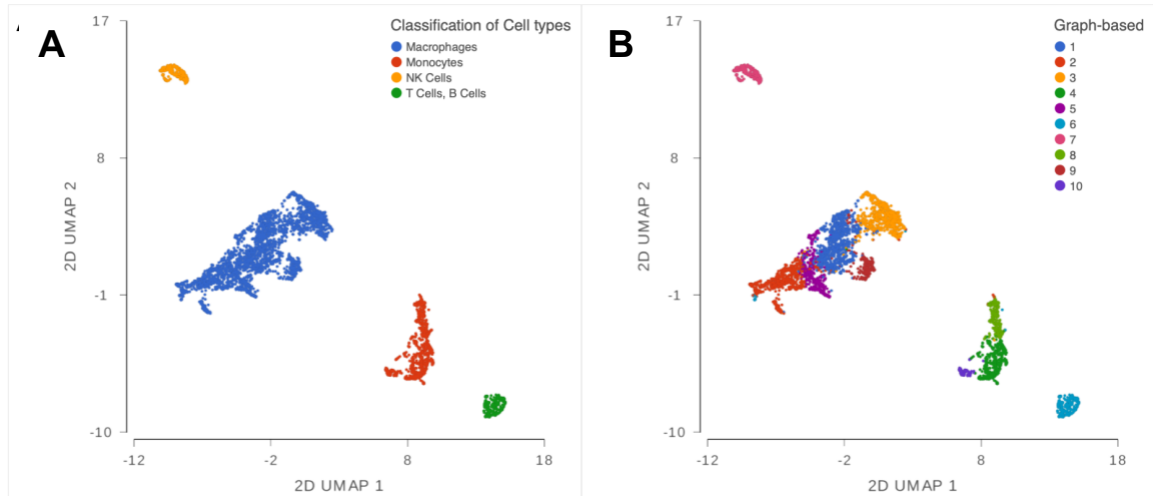 A
17
8
-1
-10
2D UMAP 2
-12
-2
8
18
2D UMAP 1
Classification of Cell types
Macrophages
Monocytes
NK Cells
T Cells, B Cells
B
17
8
-1
-10
2D UMAP 2
-12
-2
8
18
2D UMAP 1
Graph-based
1
2
3
4
5
6
7
8
9
10